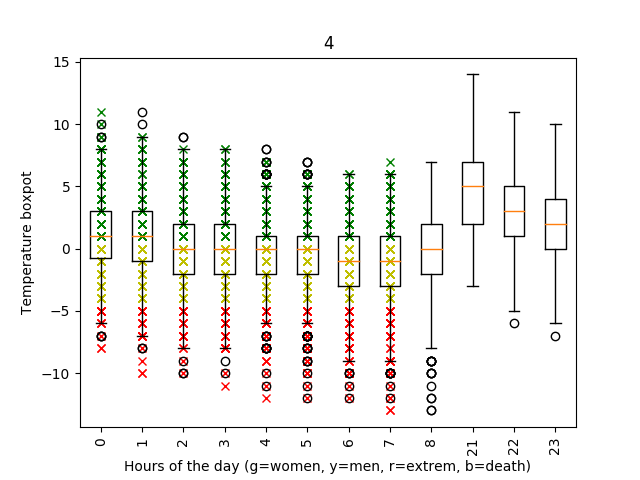 4
15
10
5
0
−5
−10
Temperature boxpot
0 1 2 3 4 5 6 7 8 21 22 23
Hours of the day (g=women, y=men, r=extrem, b=death)